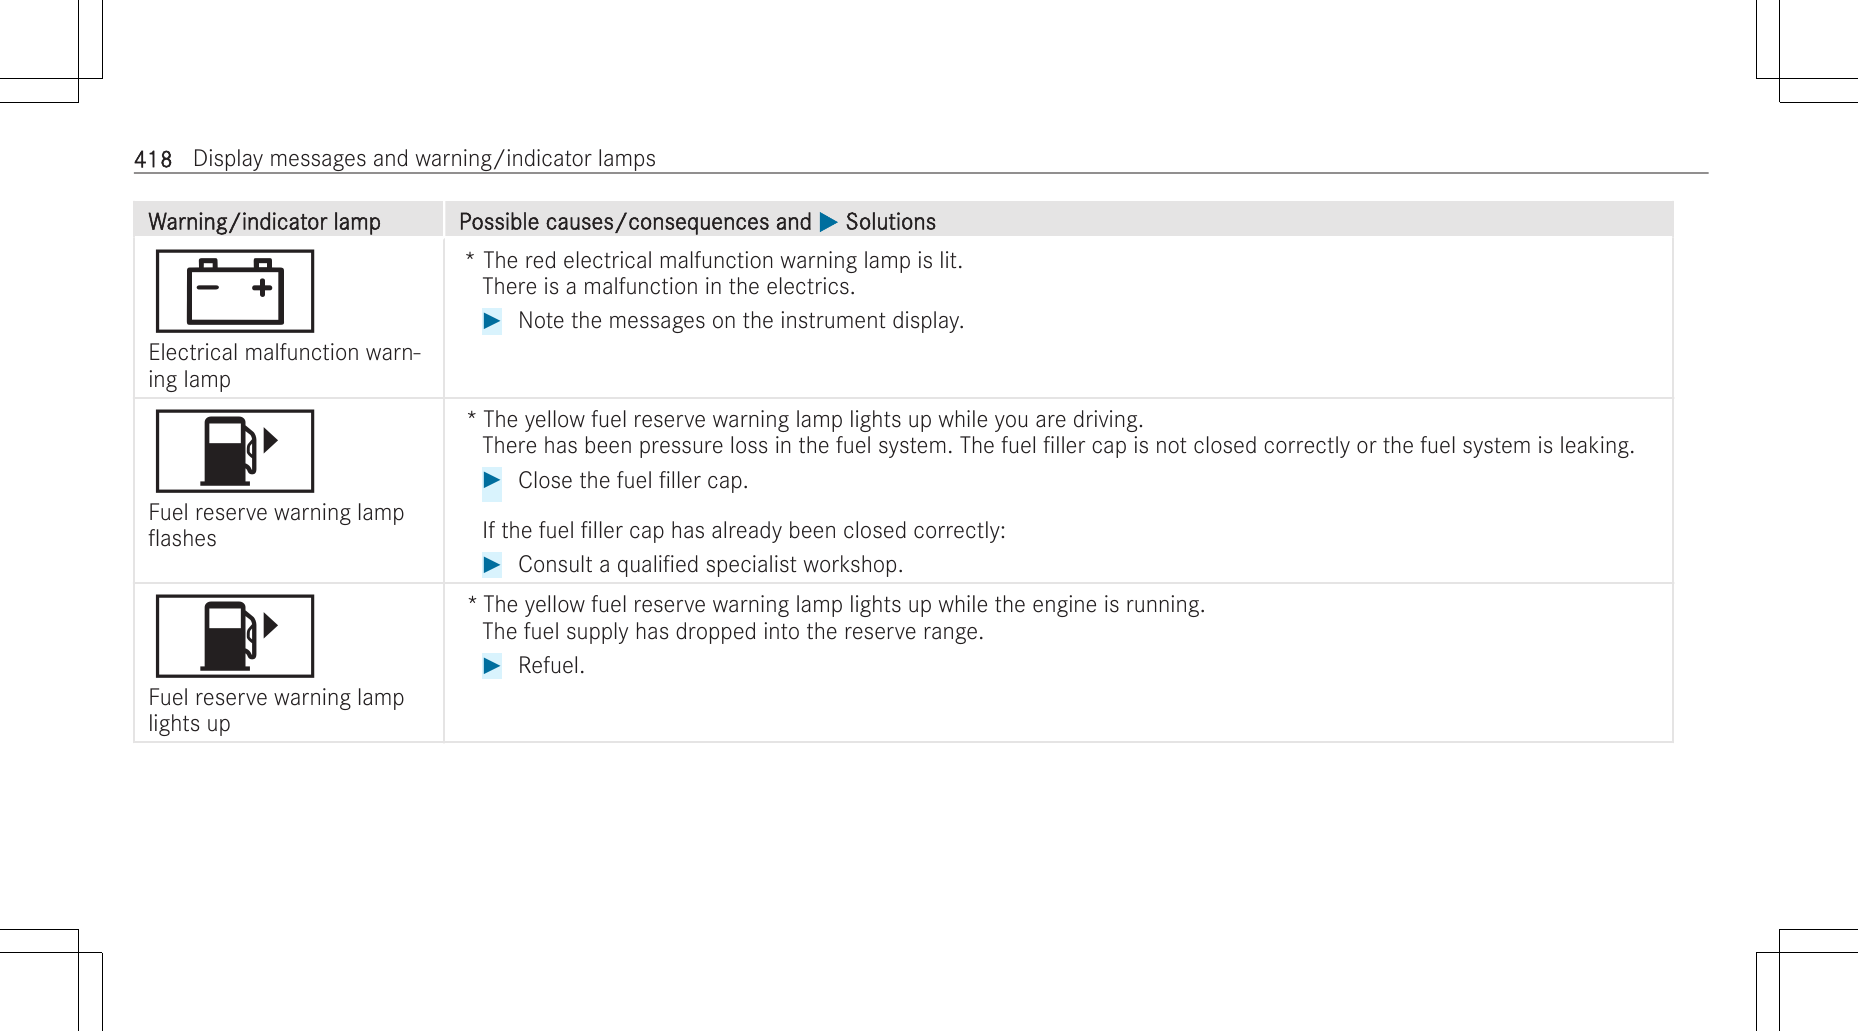 418 Display messages and warning/indicator lamps
Warning/indicator lamp
Possible causes/consequences and ▶ Solutions
Electrical malfunction warn-
ing lamp
* The red electrical malfunction warning lamp is lit.
There is a malfunction in the electrics.
▶ Note the messages on the instrument display.
Fuel reserve warning lamp
flashes
* The yellow fuel reserve warning lamp lights up while you are driving.
There has been pressure loss in the fuel system. The fuel filler cap is not closed correctly or the fuel system is leaking.
▶ Close the fuel filler cap.
If the fuel filler cap has already been closed correctly:
▶ Consult a qualified specialist workshop.
Fuel reserve warning lamp
lights up
* The yellow fuel reserve warning lamp lights up while the engine is running.
The fuel supply has dropped into the reserve range.
▶ Refuel.